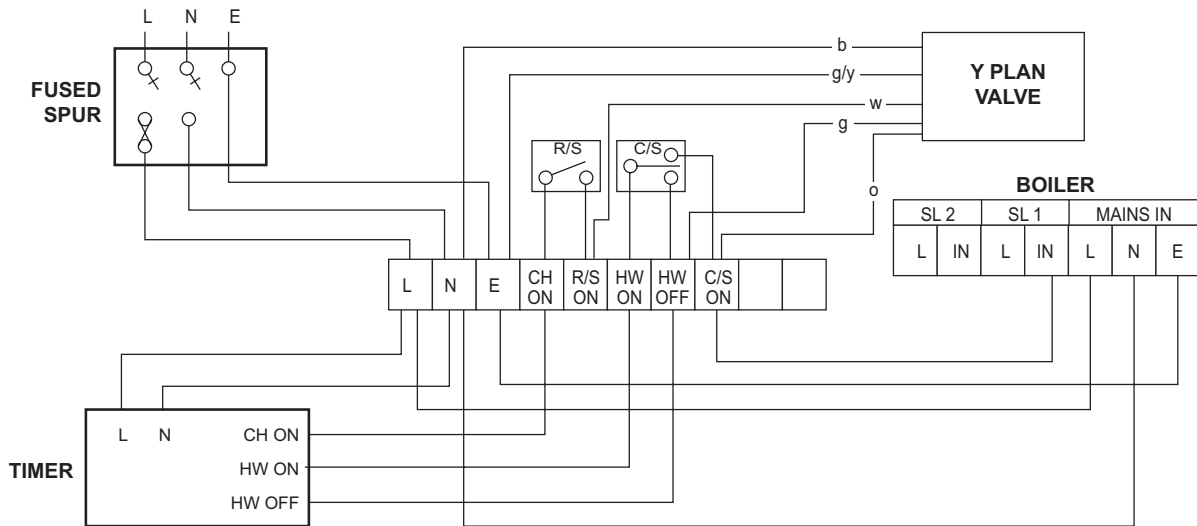 L N E
FUSED
SPUR
b
g/y
w
g
o
Y PLAN
VALVE
R/S
C/S
BOILER
SL 2 SL 1 MAINS IN
L IN L IN L N E
L N E CH ON R/S ON HW ON HW OFF C/S ON
TIMER
L N CH ON
HW ON
HW OFF